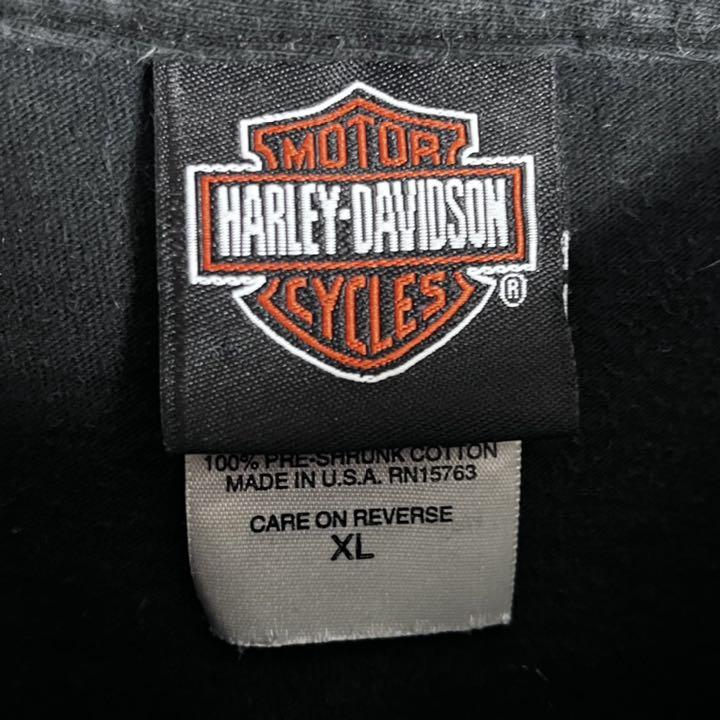 MOTOR
HARLEY-DAVIDSON
CYCLES
®
100% PRE-SHRUNK COTTON
MADE IN U.S.A. RN15763
CARE ON REVERSE
XL